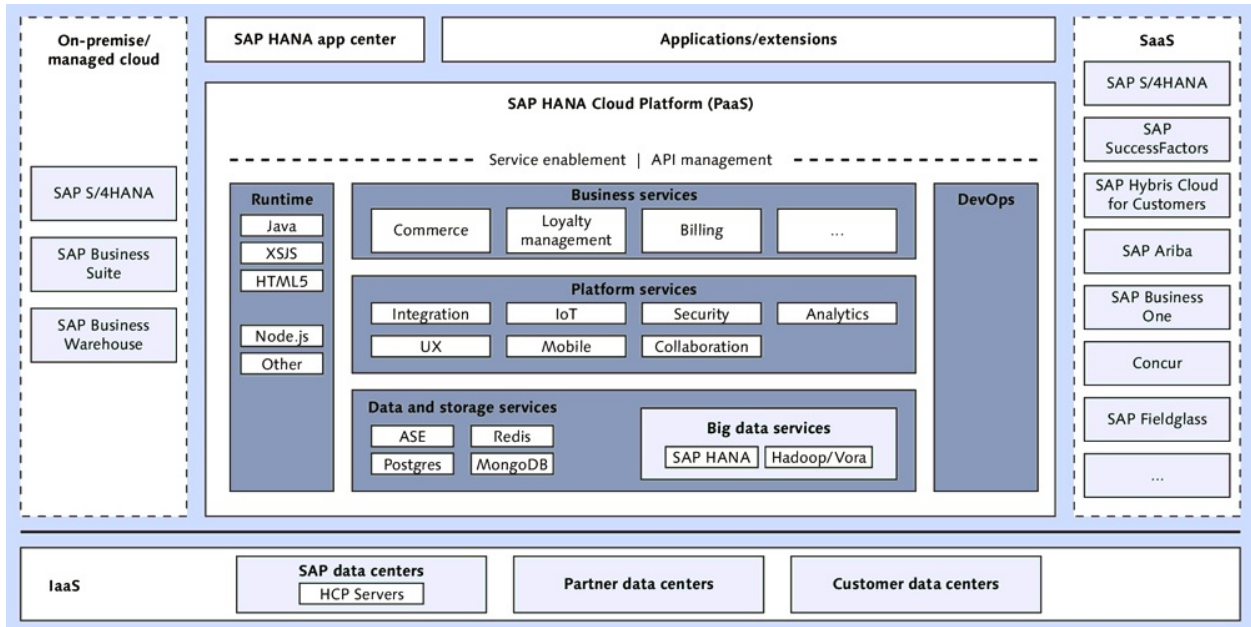 On-premise/
managed cloud
SAP S/4HANA
SAP Business
Suite
SAP Business
Warehouse
SAP HANA app center
Applications/extensions
SAP HANA Cloud Platform (PaaS)
Service enablement | API management
Runtime
Java
XSJS
HTML5
Node.js
Other
Business services
Commerce
Loyalty
management
Billing
...
Platform services
Integration
IoT
Security
Analytics
UX
Mobile
Collaboration
Data and storage services
ASE
Redis
Postgres
MongoDB
Big data services
SAP HANA
Hadoop/Vora
DevOps
SaaS
SAP S/4HANA
SAP
SuccessFactors
SAP Hybris Cloud
for Customers
SAP Ariba
SAP Business
One
Concur
SAP Fieldglass
...
IaaS
SAP data centers
HCP Servers
Partner data centers
Customer data centers